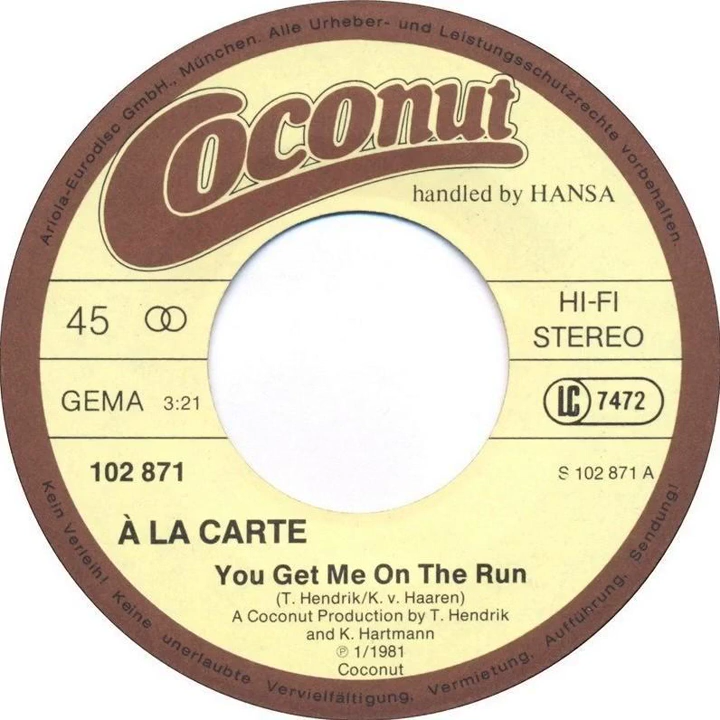 Ariola-Eurodisc GmbH., München. Alle Urheber- und Leistungsschutzrechte vorbehalten.
Coconut
handled by HANSA
45
HI-FI
STEREO
GEMA 3:21
LC 7472
102 871
S 102 871 A
À LA CARTE
You Get Me On The Run
(T. Hendrik/K. v. Haaren)
A Coconut Production by T. Hendrik
and K. Hartmann
℗ 1/1981
Coconut
Kein Verleih! Keine unerlaubte Vervielfältigung, Vermietung, Aufführung, Sendung!